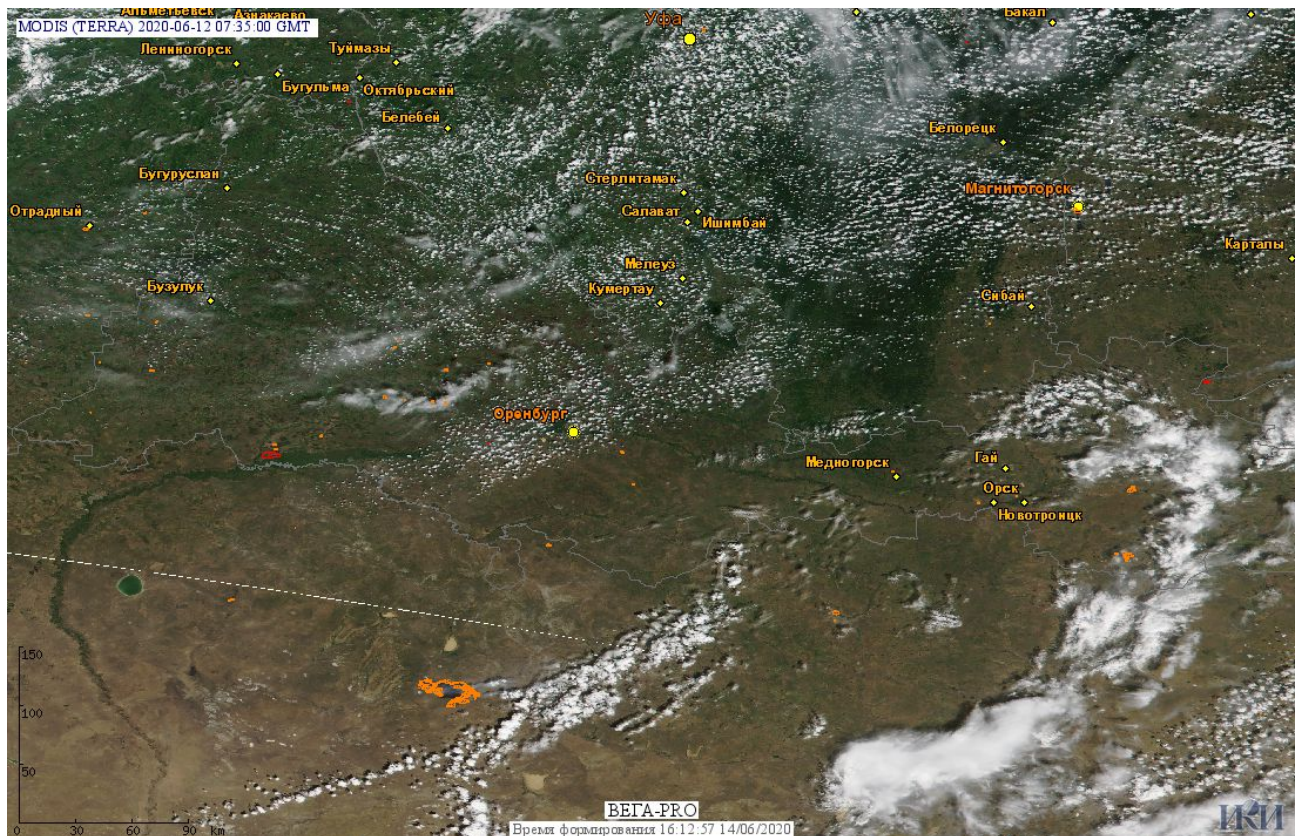 Альметьевск
Азнакаево
MODIS (TERRA) 2020-06-12 07:35:00 GMT
Уфа
Бакал
Лениногорск
Туймазы
Бугульма
Октябрьский
Белебей
Белорецк
Бугуруслан
Стерлитамак
Магнитогорск
Отрадный
Салават
Ишимбай
Карталы
Мелеуз
Бузулук
Кумертау
Сибай
Оренбург
Медногорск
Гай
Орск
Новотроицк
150
100
50
0
30
60
90
km
ВЕГА-PRO
Время формирования 16:12:57 14/06/2020
ИКИ